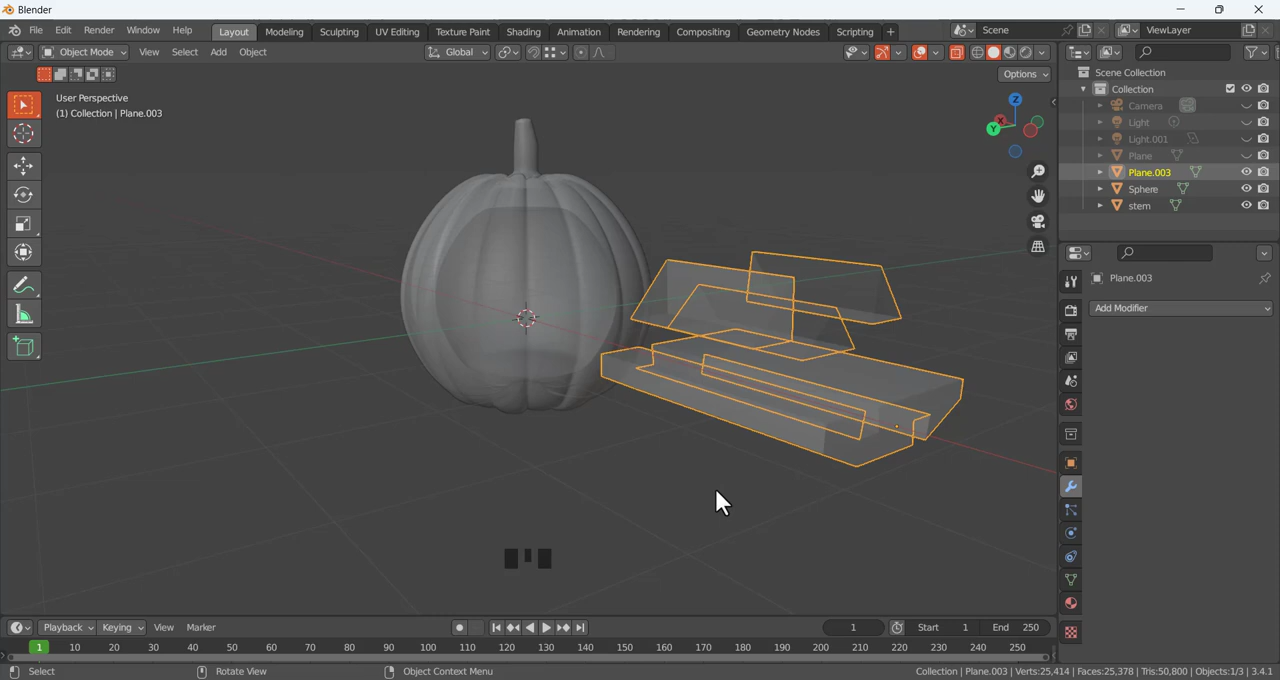 Blender
File Edit Render Window Help Layout Modeling Sculpting UV Editing Texture Paint Shading Animation Rendering Compositing Geometry Nodes Scripting + Scene ViewLayer
Object Mode View Select Add Object Global
Options
User Perspective
(1) Collection | Plane.003
Z
X
Y
Scene Collection
Collection
Camera
Light
Light.001
Plane
Plane.003
Sphere
stem
Plane.003
Add Modifier
Playback Keying View Marker 1 Start 1 End 250
1 10 20 30 40 50 60 70 80 90 100 110 120 130 140 150 160 170 180 190 200 210 220 230 240 250
Select Rotate View Object Context Menu Collection | Plane.003 | Verts:25,414 | Faces:25,378 | Tris:50,800 | Objects:1/3 | 3.4.1